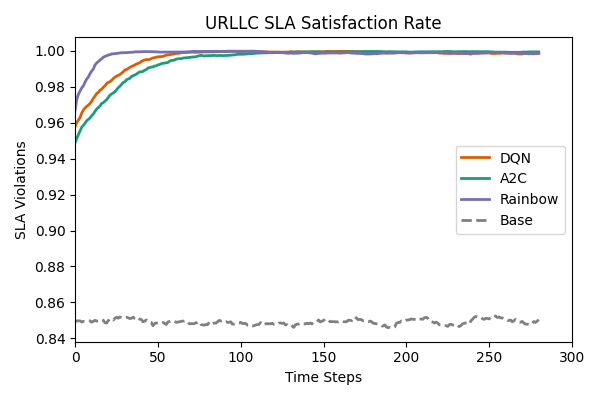 URLLC SLA Satisfaction Rate
SLA Violations
1.00
0.98
0.96
0.94
0.92
0.90
0.88
0.86
0.84
DQN
A2C
Rainbow
Base
0 50 100 150 200 250 300
Time Steps